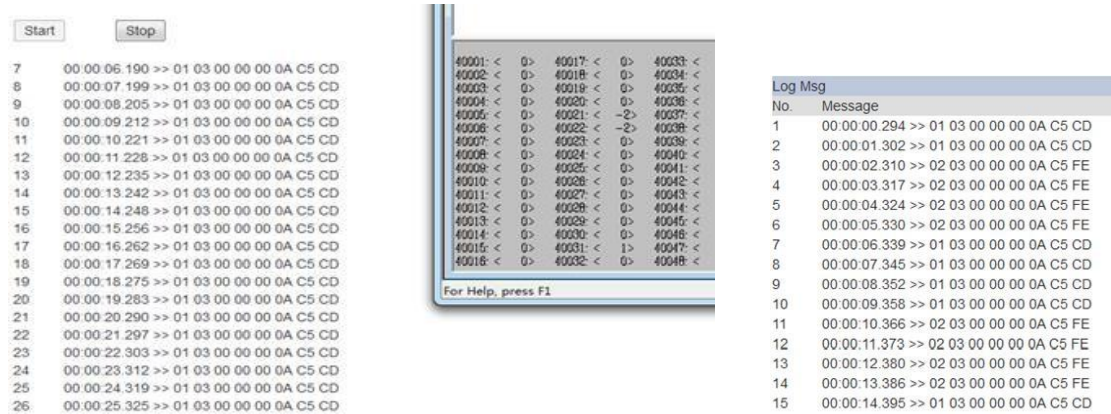 Start Stop
7 00:00:06.190 >> 01 03 00 00 00 0A C5 CD
8 00:00:07.199 >> 01 03 00 00 00 0A C5 CD
9 00:00:08.205 >> 01 03 00 00 00 0A C5 CD
10 00:00:09.212 >> 01 03 00 00 00 0A C5 CD
11 00:00:10.221 >> 01 03 00 00 00 0A C5 CD
12 00:00:11.228 >> 01 03 00 00 00 0A C5 CD
13 00:00:12.235 >> 01 03 00 00 00 0A C5 CD
14 00:00:13.242 >> 01 03 00 00 00 0A C5 CD
15 00:00:14.248 >> 01 03 00 00 00 0A C5 CD
16 00:00:15.256 >> 01 03 00 00 00 0A C5 CD
17 00:00:16.262 >> 01 03 00 00 00 0A C5 CD
18 00:00:17.269 >> 01 03 00 00 00 0A C5 CD
19 00:00:18.275 >> 01 03 00 00 00 0A C5 CD
20 00:00:19.283 >> 01 03 00 00 00 0A C5 CD
21 00:00:20.290 >> 01 03 00 00 00 0A C5 CD
22 00:00:21.297 >> 01 03 00 00 00 0A C5 CD
23 00:00:22.303 >> 01 03 00 00 00 0A C5 CD
24 00:00:23.312 >> 01 03 00 00 00 0A C5 CD
25 00:00:24.319 >> 01 03 00 00 00 0A C5 CD
26 00:00:25.325 >> 01 03 00 00 00 0A C5 CD
40001: < 0> 40017: < 0> 40033: <
40002: < 0> 40018: < 0> 40034: <
40003: < 0> 40019: < 0> 40035: <
40004: < 0> 40020: < 0> 40036: <
40005: < 0> 40021: < -2> 40037: <
40006: < 0> 40022: < -2> 40038: <
40007: < 0> 40023: < 0> 40039: <
40008: < 0> 40024: < 0> 40040: <
40009: < 0> 40025: < 0> 40041: <
40010: < 0> 40026: < 0> 40042: <
40011: < 0> 40027: < 0> 40043: <
40012: < 0> 40028: < 0> 40044: <
40013: < 0> 40029: < 0> 40045: <
40014: < 0> 40030: < 0> 40046: <
40015: < 0> 40031: < 1> 40047: <
40016: < 0> 40032: < 0> 40048: <
For Help, press F1
Log Msg
No. Message
1 00:00:00.294 >> 01 03 00 00 00 0A C5 CD
2 00:00:01.302 >> 01 03 00 00 00 0A C5 CD
3 00:00:02.310 >> 02 03 00 00 00 0A C5 FE
4 00:00:03.317 >> 02 03 00 00 00 0A C5 FE
5 00:00:04.324 >> 02 03 00 00 00 0A C5 FE
6 00:00:05.330 >> 02 03 00 00 00 0A C5 FE
7 00:00:06.339 >> 01 03 00 00 00 0A C5 CD
8 00:00:07.345 >> 01 03 00 00 00 0A C5 CD
9 00:00:08.352 >> 01 03 00 00 00 0A C5 CD
10 00:00:09.358 >> 01 03 00 00 00 0A C5 CD
11 00:00:10.366 >> 02 03 00 00 00 0A C5 FE
12 00:00:11.373 >> 02 03 00 00 00 0A C5 FE
13 00:00:12.380 >> 02 03 00 00 00 0A C5 FE
14 00:00:13.386 >> 02 03 00 00 00 0A C5 FE
15 00:00:14.395 >> 01 03 00 00 00 0A C5 CD